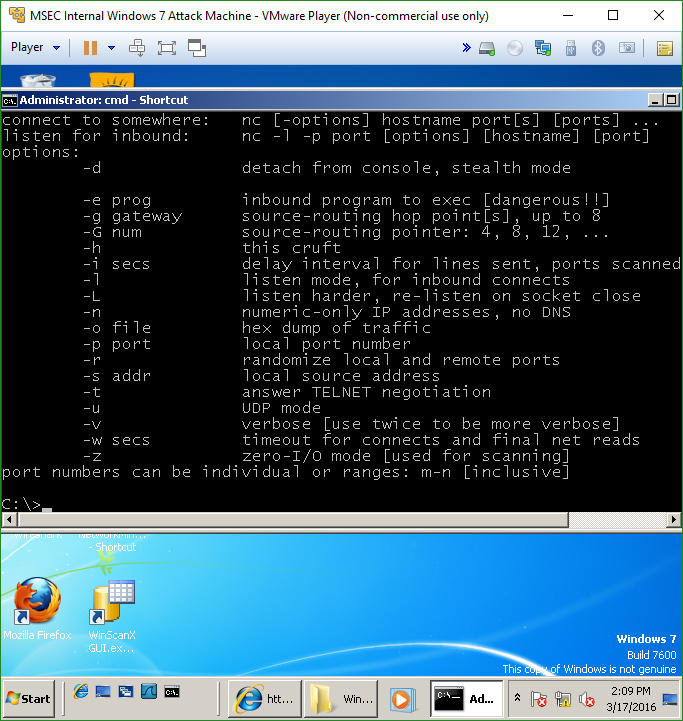 MSEC Internal Windows 7 Attack Machine - VMware Player (Non-commercial use only)
Player
Administrator: cmd - Shortcut
connect to somewhere:   nc [-options] hostname port[s] [ports] ...
listen for inbound:     nc -l -p port [options] [hostname] [port]
options:
-d              detach from console, stealth mode
-e prog         inbound program to exec [dangerous!!]
-g gateway      source-routing hop point[s], up to 8
-G num          source-routing pointer: 4, 8, 12, ...
-h              this cruft
-i secs         delay interval for lines sent, ports scanned
-l              listen mode, for inbound connects
-L              listen harder, re-listen on socket close
-n              numeric-only IP addresses, no DNS
-o file         hex dump of traffic
-p port         local port number
-r              randomize local and remote ports
-s addr         local source address
-t              answer TELNET negotiation
-u              UDP mode
-v              verbose [use twice to be more verbose]
-w secs         timeout for connects and final net reads
-z              zero-I/O mode [used for scanning]
port numbers can be individual or ranges: m-n [inclusive]
C:\>
- Shortcut
Mozilla Firefox
WinScanX
GUI.ex...
Windows 7
Build 7600
This copy of Windows is not genuine
Start
htt...
Win...
Ad...
2:09 PM
3/17/2016